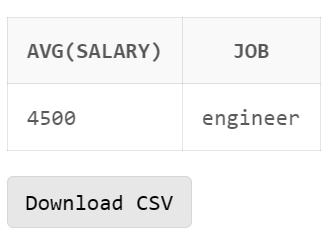 AVG(SALARY) JOB
4500 engineer
Download CSV